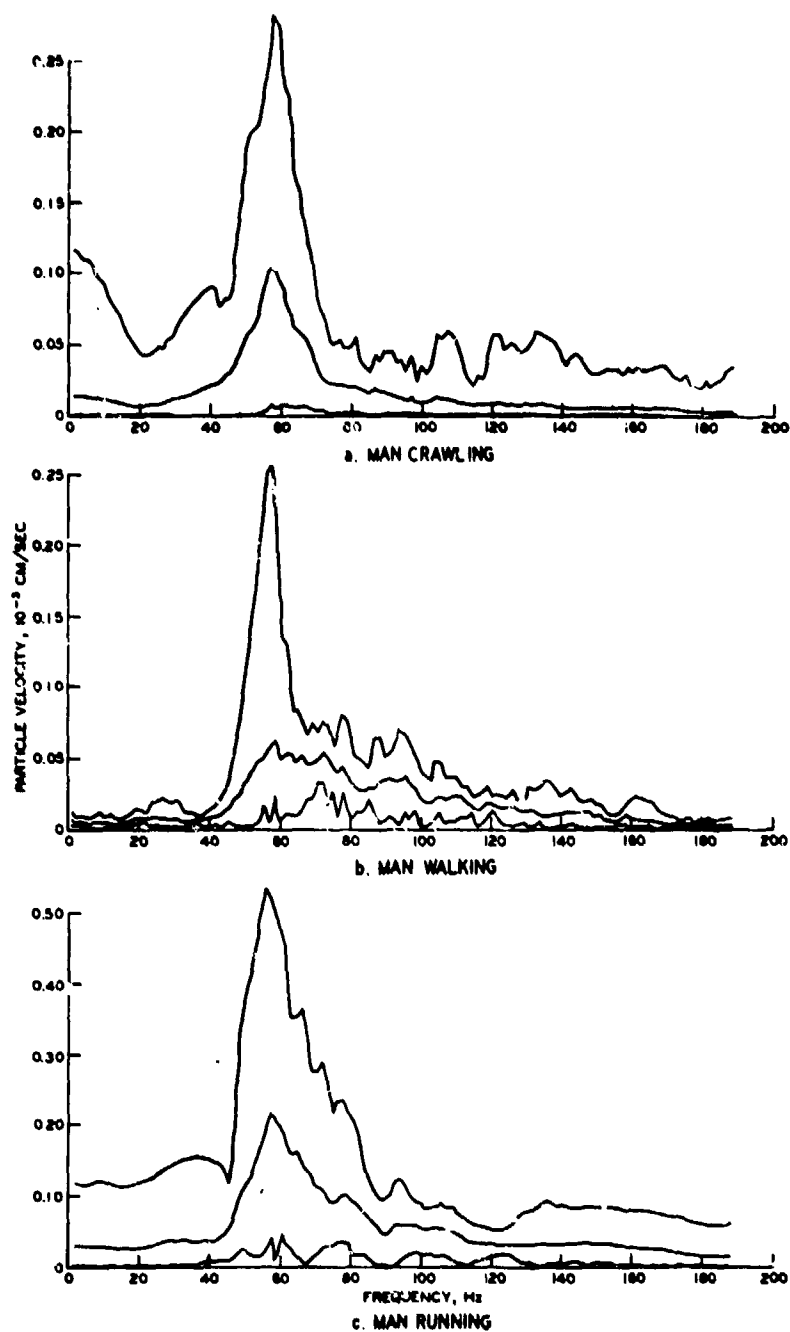 0.25
0.20
0.15
0.10
0.05
0
0 20 40 60 80 100 120 140 160 180 200
a. MAN CRAWLING
PARTICLE VELOCITY, 10⁻³ CM/SEC
0.25
0.20
0.15
0.10
0.05
0
0 20 40 60 80 100 120 140 160 180 200
b. MAN WALKING
0.50
0.40
0.30
0.20
0.10
0
0 20 40 60 80 100 120 140 160 180 200
FREQUENCY, Hz
c. MAN RUNNING